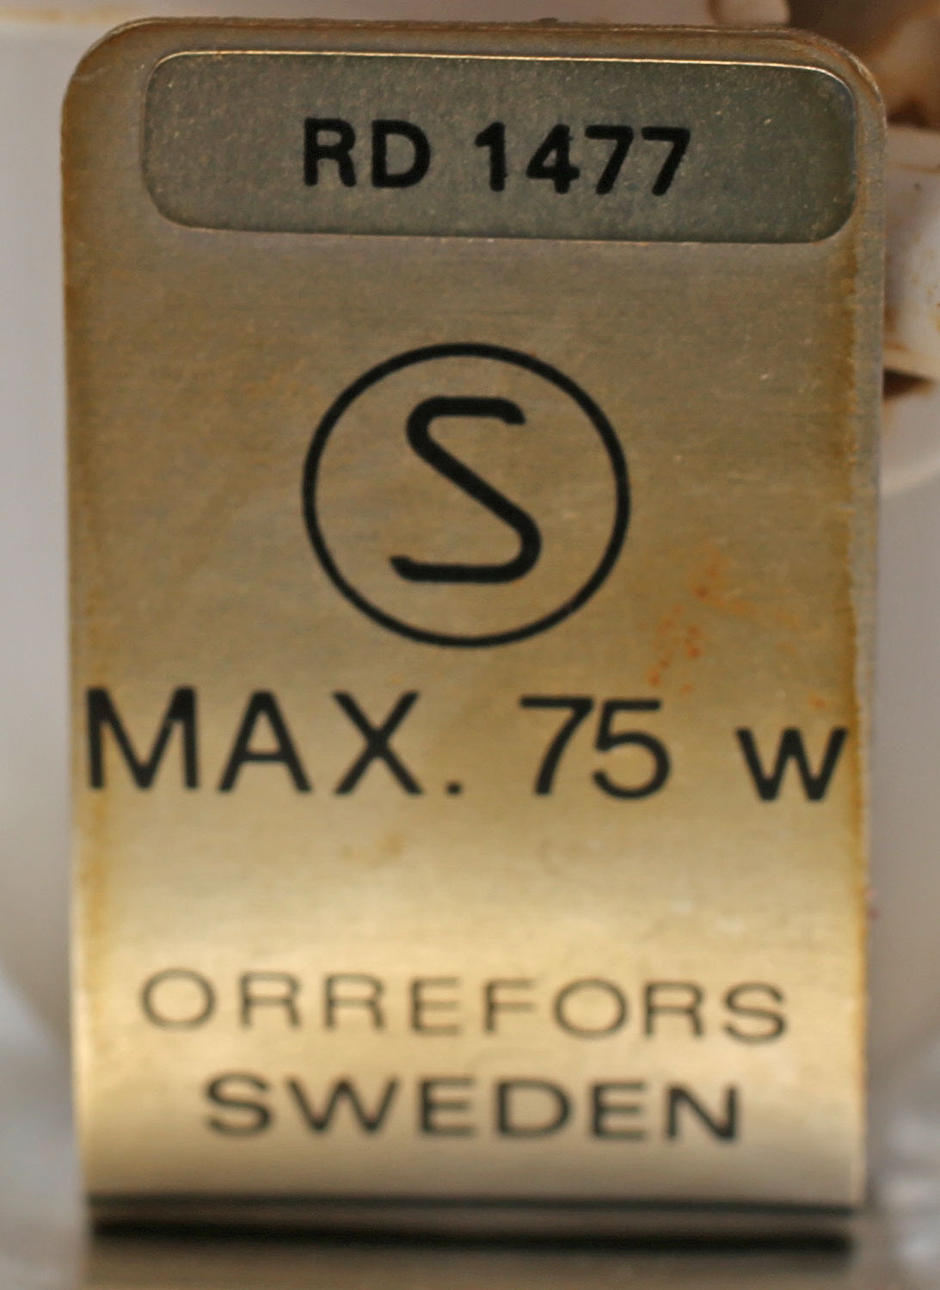 RD 1477
S
MAX. 75 W
ORREFORS
SWEDEN